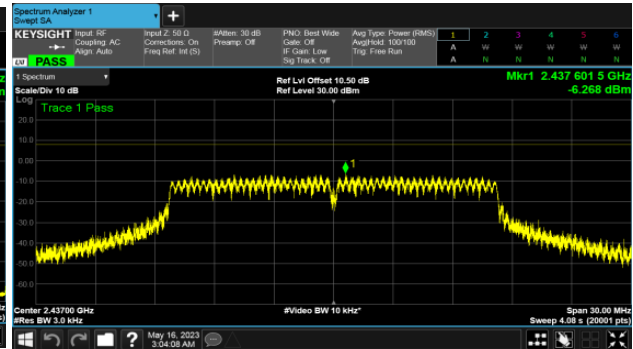 Spectrum Analyzer 1
Swept SA
+
KEYSIGHT
Input: RF
Coupling: AC
Align: Auto
Input Z: 50 Ω
Corrections: On
Freq Ref: Int (S)
#Atten: 30 dB
Preamp: Off
PNO: Best Wide
Gate: Off
IF Gain: Low
Sig Track: Off
Avg Type: Power (RMS)
Avg|Hold: 100/100
Trig: Free Run
1 2 3 4 5 6
A W W W W W
A N N N N N
LVI PASS
1 Spectrum
Scale/Div 10 dB
Ref Lvl Offset 10.50 dB
Ref Level 30.00 dBm
Mkr1 2.437 601 5 GHz
-6.268 dBm
Log
Trace 1 Pass
20.0
10.0
0.00
1
-10.0
-20.0
-30.0
-40.0
-50.0
-60.0
Center 2.43700 GHz
#Res BW 3.0 kHz
#Video BW 10 kHz*
Span 30.00 MHz
Sweep 4.08 s (20001 pts)
?
May 16, 2023
3:04:08 AM